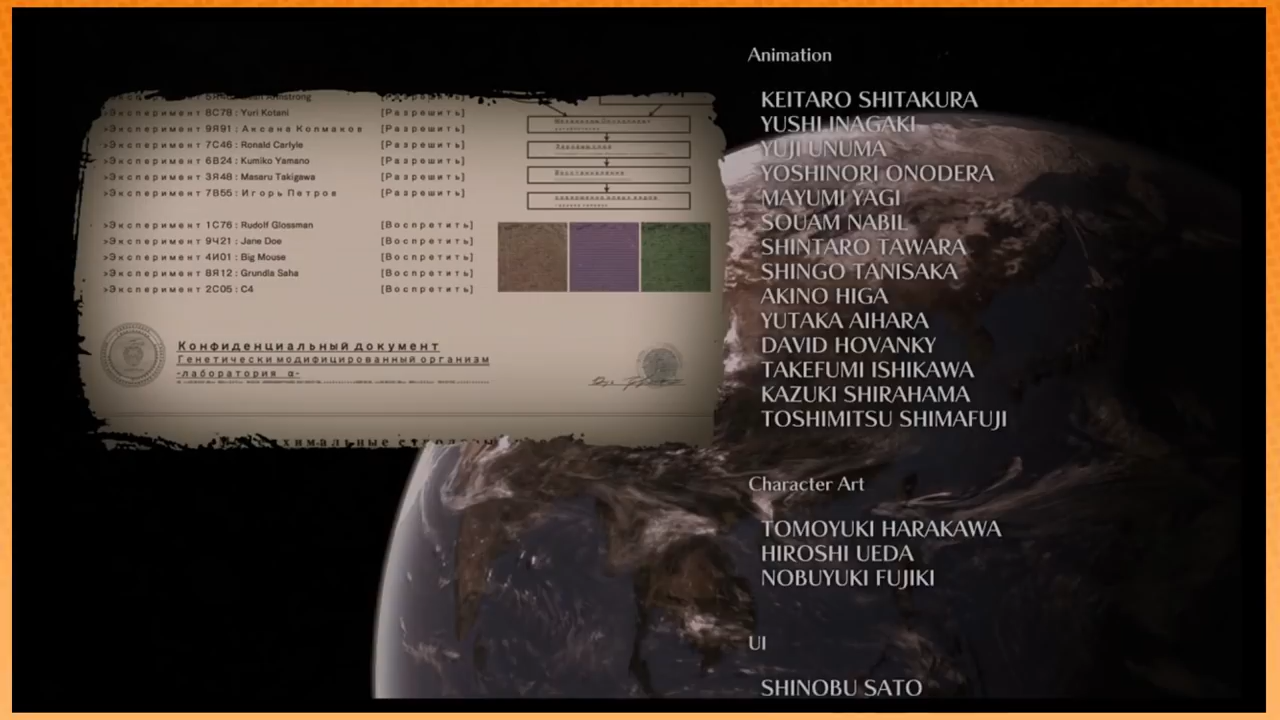 Armstrong
»Эксперимент 8C78 : Yuri Kotani [Разрешить]
»Эксперимент 9Я91 : Аксана Колмаков [Разрешить]
»Эксперимент 7C46 : Ronald Carlyle [Разрешить]
»Эксперимент 6B24 : Kumiko Yamano [Разрешить]
»Эксперимент 3Я48 : Masaru Takigawa [Разрешить]
»Эксперимент 7B55 : Игорь Петров [Разрешить]
»Эксперимент 1C76 : Rudolf Glossman [Воспретить]
»Эксперимент 9Ч21 : Jane Doe [Воспретить]
»Эксперимент 4И01 : Big Mouse [Воспретить]
»Эксперимент 8Я12 : Grundla Saha [Воспретить]
»Эксперимент 2C05 : C4 [Воспретить]
Конфиденциальный документ
Генетически модифицированный организм
-лаборатория α-
Animation
KEITARO SHITAKURA
YUSHI INAGAKI
YUJI UNUMA
YOSHINORI ONODERA
MAYUMI YAGI
SOUAM NABIL
SHINTARO TAWARA
SHINGO TANISAKA
AKINO HIGA
YUTAKA AIHARA
DAVID HOVANKY
TAKEFUMI ISHIKAWA
KAZUKI SHIRAHAMA
TOSHIMITSU SHIMAFUJI
Character Art
TOMOYUKI HARAKAWA
HIROSHI UEDA
NOBUYUKI FUJIKI
UI
SHINOBU SATO